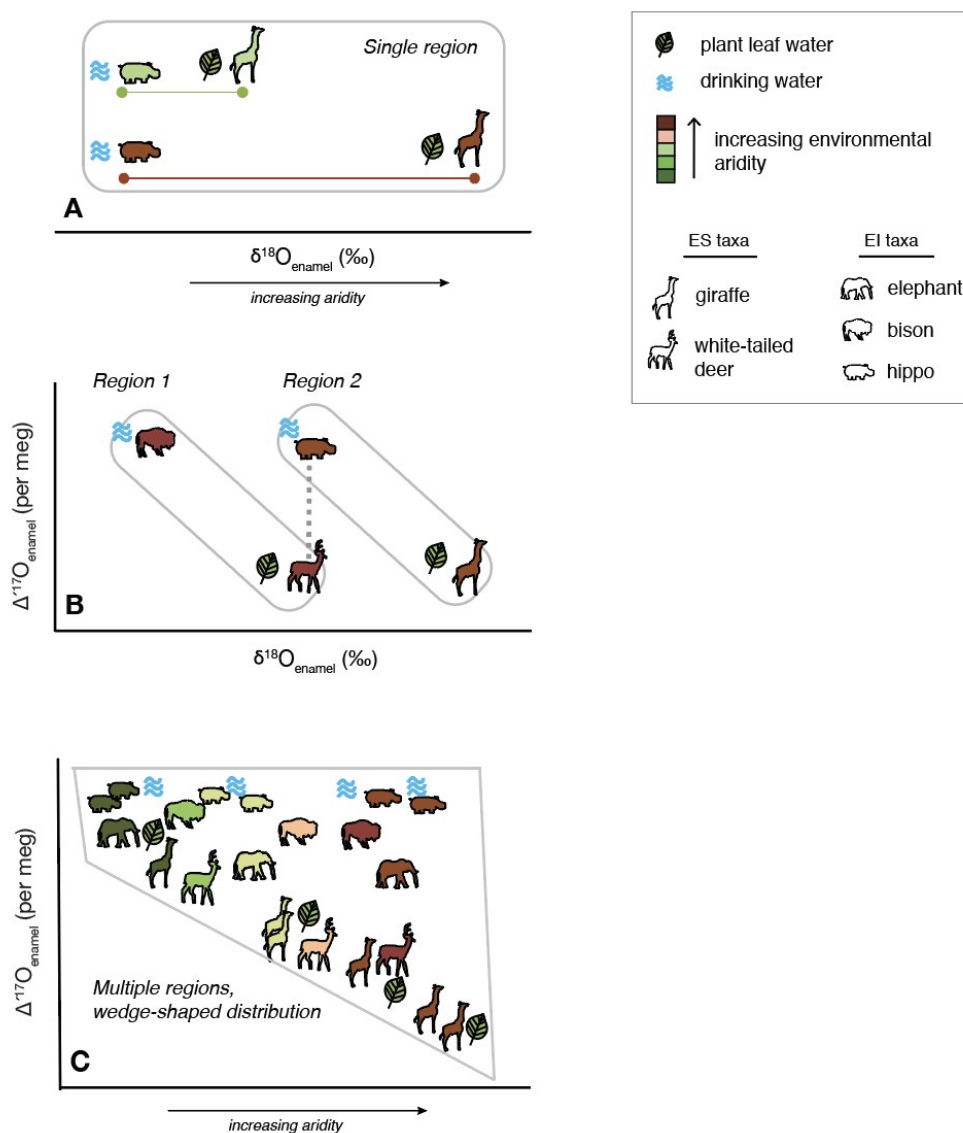 Single region
A
δ¹⁸Oenamel (‰)
increasing aridity
plant leaf water
drinking water
increasing environmental
aridity
ES taxa
EI taxa
giraffe
elephant
white-tailed
deer
bison
hippo
Region 1
Region 2
Δ′¹⁷Oenamel (per meg)
B
δ¹⁸Oenamel (‰)
Δ′¹⁷Oenamel (per meg)
Multiple regions,
wedge-shaped distribution
C
increasing aridity